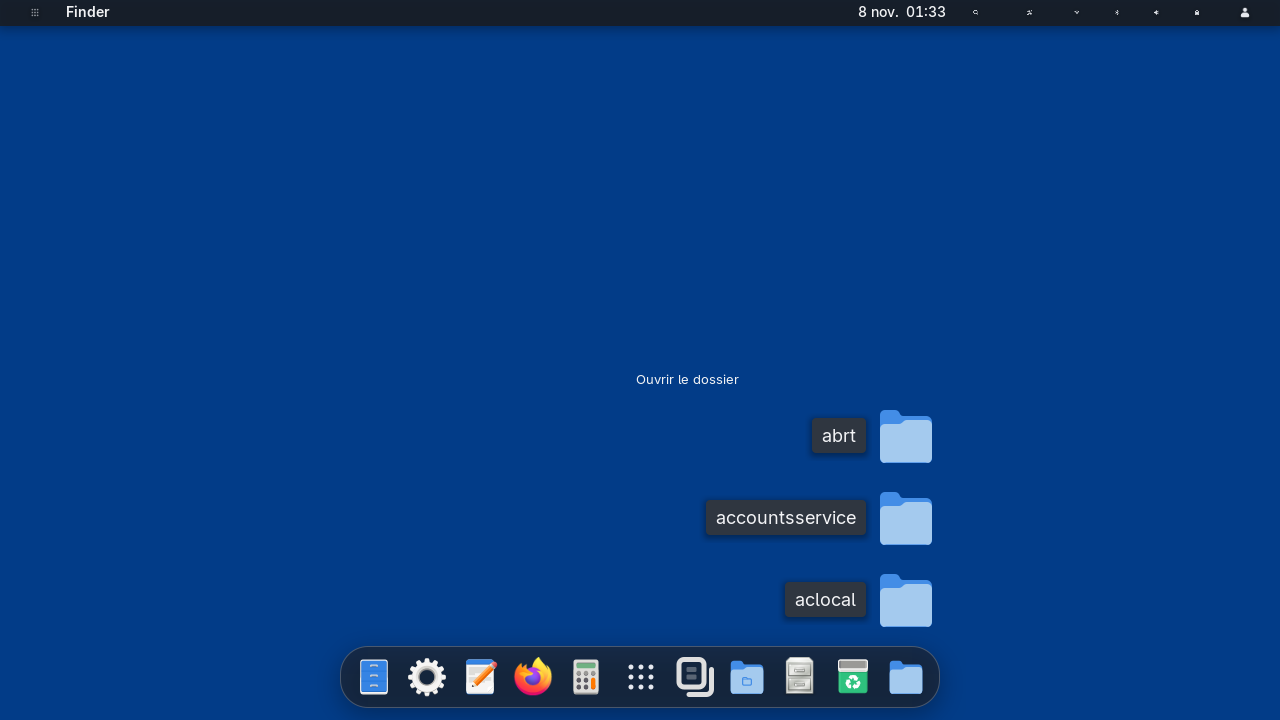 Finder
8 nov. 01:33
Ouvrir le dossier
abrt
accountsservice
aclocal